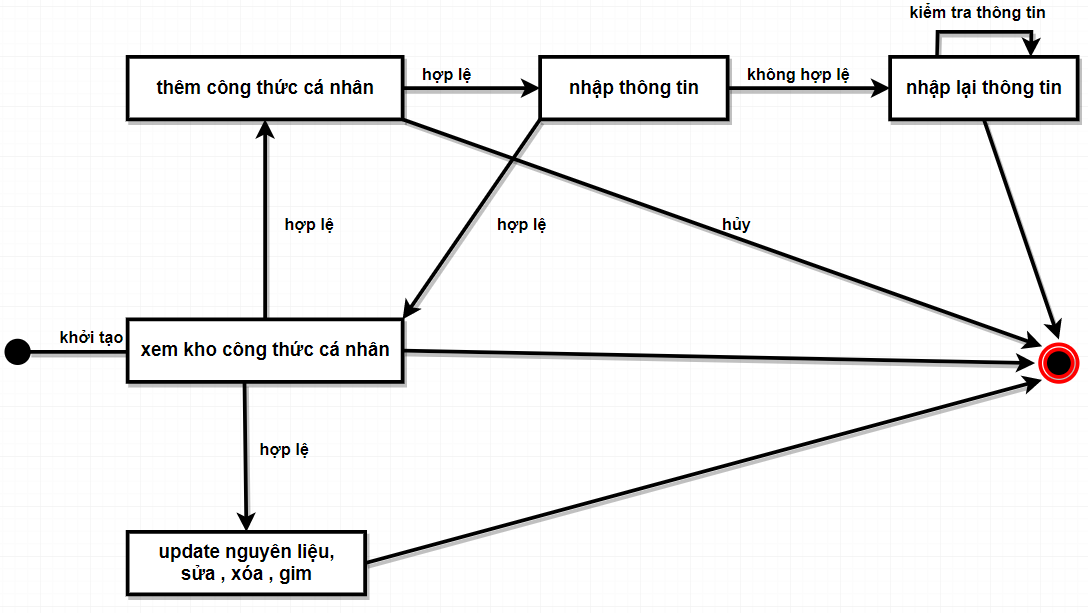 kiểm tra thông tin
thêm công thức cá nhân
hợp lệ
nhập thông tin
không hợp lệ
nhập lại thông tin
hợp lệ
hợp lệ
hủy
khởi tạo
xem kho công thức cá nhân
hợp lệ
update nguyên liệu,
sửa , xóa , gim